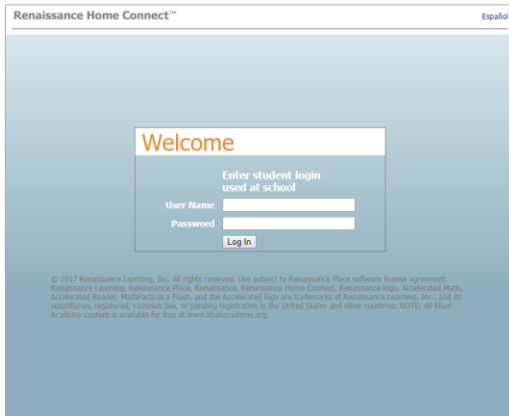 Renaissance Home Connect™
Español
Welcome
Enter student login
used at school
User Name
Password
Log In
© 2017 Renaissance Learning, Inc. All rights reserved. Use subject to Renaissance Place software license agreement.
Renaissance Learning, Renaissance Place, Renaissance, Renaissance Home Connect, Renaissance logo, Accelerated Math,
Accelerated Reader, MathFacts in a Flash, and the Accelerated logo are trademarks of Renaissance Learning, Inc., and its
subsidiaries, registered, common law, or pending registration in the United States and other countries. NOTE: All Khan
Academy content is available for free at www.khanacademy.org.